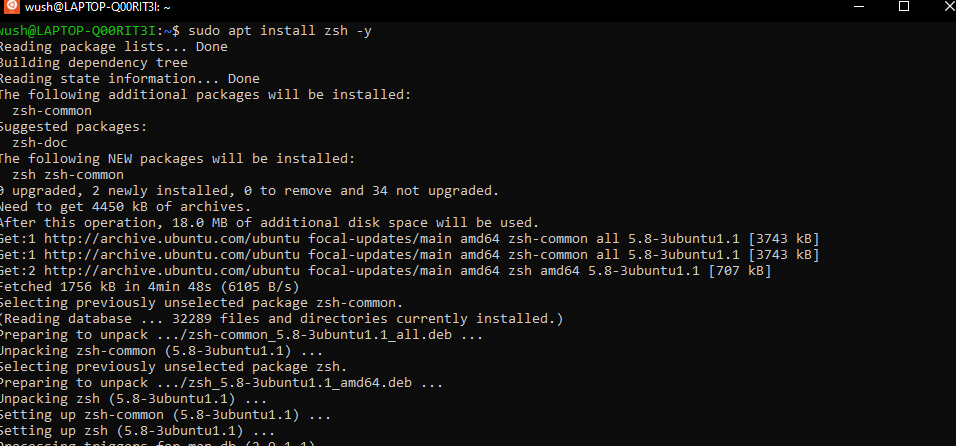 wush@LAPTOP-Q00RIT3I: ~
wush@LAPTOP-Q00RIT3I:~$ sudo apt install zsh -y
Reading package lists... Done
Building dependency tree
Reading state information... Done
The following additional packages will be installed:
  zsh-common
Suggested packages:
  zsh-doc
The following NEW packages will be installed:
  zsh zsh-common
0 upgraded, 2 newly installed, 0 to remove and 34 not upgraded.
Need to get 4450 kB of archives.
After this operation, 18.0 MB of additional disk space will be used.
Get:1 http://archive.ubuntu.com/ubuntu focal-updates/main amd64 zsh-common all 5.8-3ubuntu1.1 [3743 kB]
Get:1 http://archive.ubuntu.com/ubuntu focal-updates/main amd64 zsh-common all 5.8-3ubuntu1.1 [3743 kB]
Get:2 http://archive.ubuntu.com/ubuntu focal-updates/main amd64 zsh amd64 5.8-3ubuntu1.1 [707 kB]
Fetched 1756 kB in 4min 48s (6105 B/s)
Selecting previously unselected package zsh-common.
(Reading database ... 32289 files and directories currently installed.)
Preparing to unpack .../zsh-common_5.8-3ubuntu1.1_all.deb ...
Unpacking zsh-common (5.8-3ubuntu1.1) ...
Selecting previously unselected package zsh.
Preparing to unpack .../zsh_5.8-3ubuntu1.1_amd64.deb ...
Unpacking zsh (5.8-3ubuntu1.1) ...
Setting up zsh-common (5.8-3ubuntu1.1) ...
Setting up zsh (5.8-3ubuntu1.1) ...
Processing triggers for man-db (2.9.1-1)